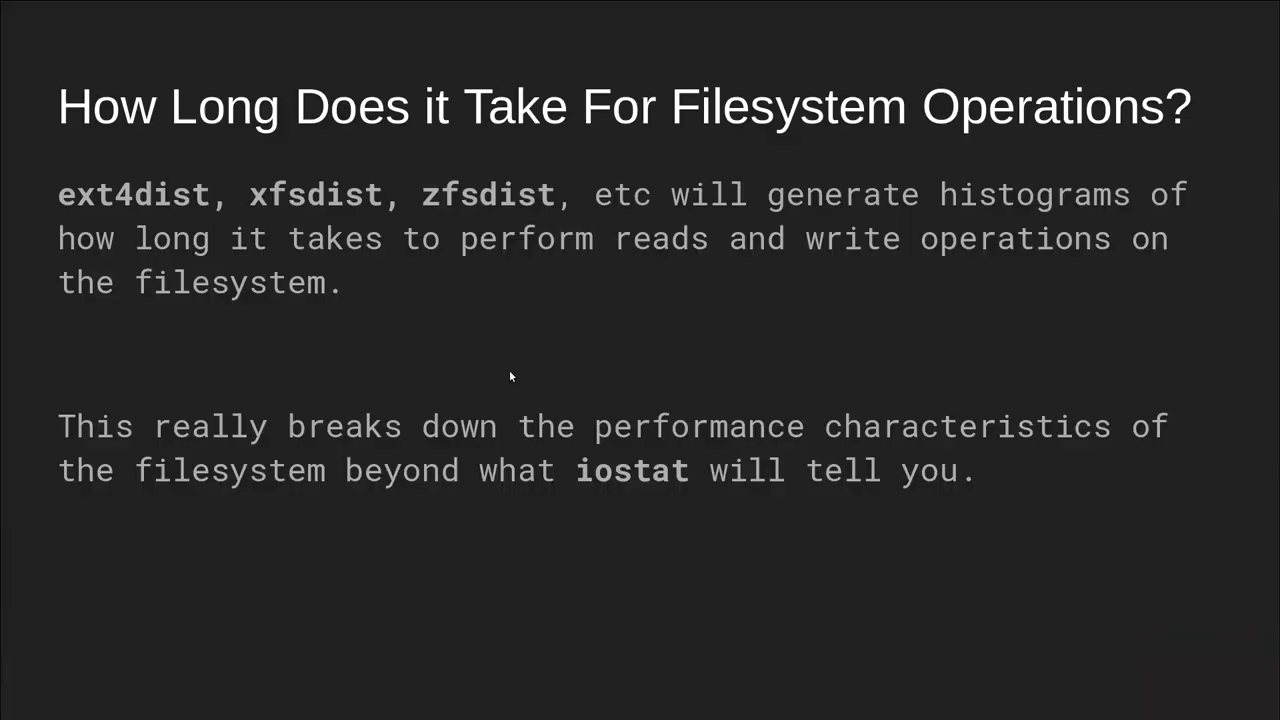 How Long Does it Take For Filesystem Operations?
ext4dist, xfsdist, zfsdist, etc will generate histograms of
how long it takes to perform reads and write operations on
the filesystem.
This really breaks down the performance characteristics of
the filesystem beyond what iostat will tell you.